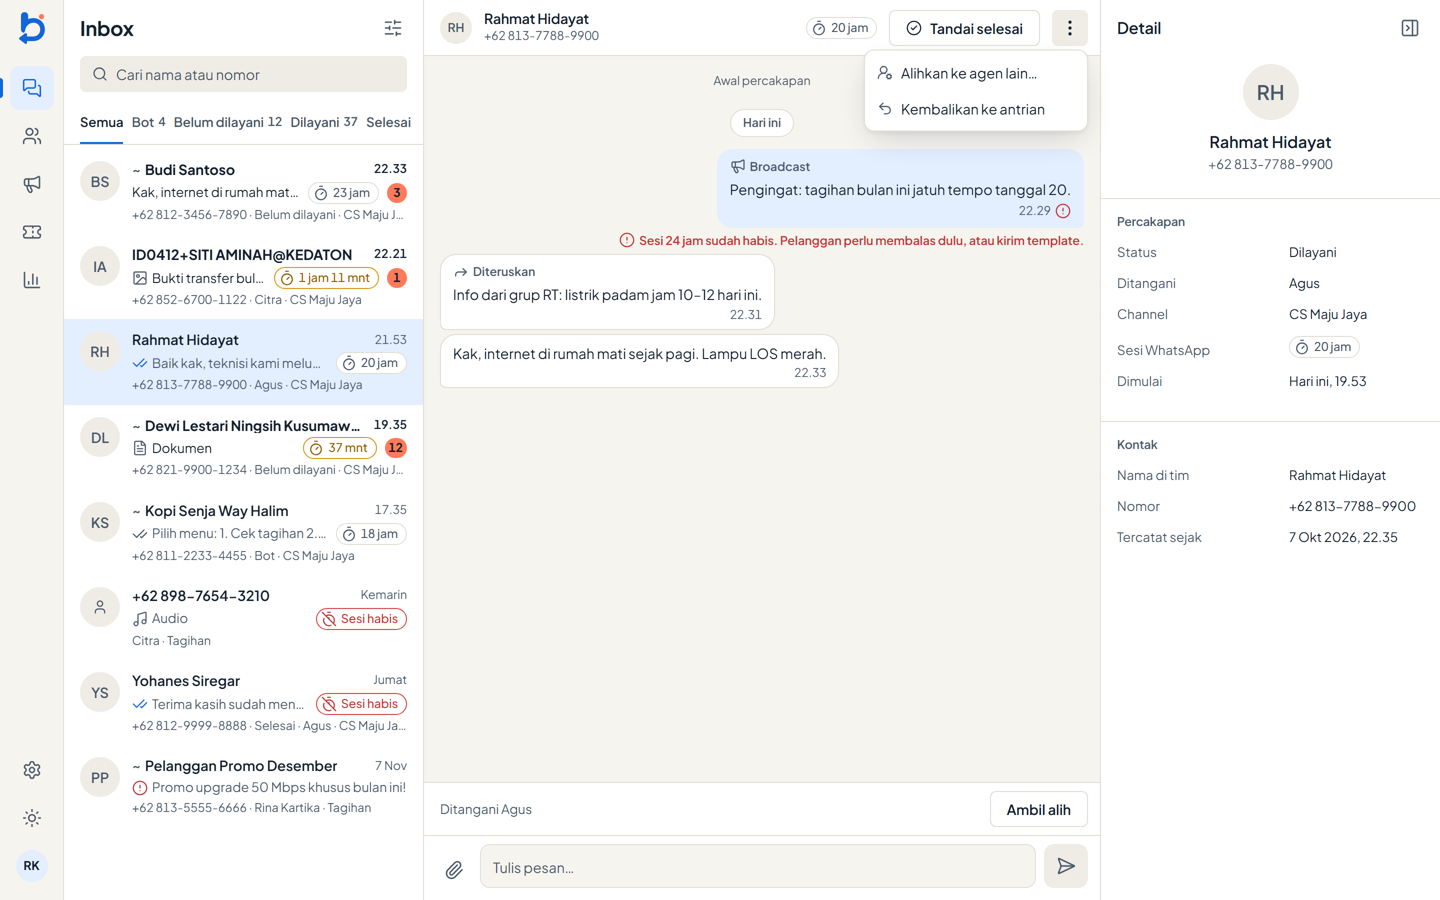 Inbox
Cari nama atau nomor
Semua Bot 4 Belum dilayani 12 Dilayani 37 Selesai
BS
~ Budi Santoso 22.33
Kak, internet di rumah mat... 23 jam 3
+62 812-3456-7890 · Belum dilayani · CS Maju J...
IA
ID0412+SITI AMINAH@KEDATON 22.21
Bukti transfer bul... 1 jam 11 mnt 1
+62 852-6700-1122 · Citra · CS Maju Jaya
RH
Rahmat Hidayat 21.53
Baik kak, teknisi kami melu... 20 jam
+62 813-7788-9900 · Agus · CS Maju Jaya
DL
~ Dewi Lestari Ningsih Kusumaw... 19.35
Dokumen 37 mnt 12
+62 821-9900-1234 · Belum dilayani · CS Maju J...
KS
~ Kopi Senja Way Halim 17.35
Pilih menu: 1. Cek tagihan 2.... 18 jam
+62 811-2233-4455 · Bot · CS Maju Jaya
+62 898-7654-3210 Kemarin
Audio Sesi habis
Citra · Tagihan
YS
Yohanes Siregar Jumat
Terima kasih sudah men... Sesi habis
+62 812-9999-8888 · Selesai · Agus · CS Maju Ja...
PP
~ Pelanggan Promo Desember 7 Nov
Promo upgrade 50 Mbps khusus bulan ini!
+62 813-5555-6666 · Rina Kartika · Tagihan
RK
RH
Rahmat Hidayat
+62 813-7788-9900
20 jam
Tandai selesai
Alihkan ke agen lain...
Kembalikan ke antrian
Awal percakapan
Hari ini
Broadcast
Pengingat: tagihan bulan ini jatuh tempo tanggal 20.
22.29
Sesi 24 jam sudah habis. Pelanggan perlu membalas dulu, atau kirim template.
Diteruskan
Info dari grup RT: listrik padam jam 10–12 hari ini.
22.31
Kak, internet di rumah mati sejak pagi. Lampu LOS merah.
22.33
Ditangani Agus
Ambil alih
Tulis pesan...
Detail
RH
Rahmat Hidayat
+62 813-7788-9900
Percakapan
Status Dilayani
Ditangani Agus
Channel CS Maju Jaya
Sesi WhatsApp 20 jam
Dimulai Hari ini, 19.53
Kontak
Nama di tim Rahmat Hidayat
Nomor +62 813-7788-9900
Tercatat sejak 7 Okt 2026, 22.35